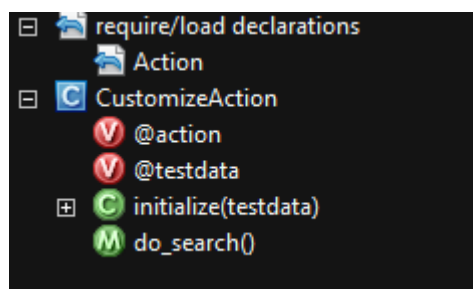 require/load declarations
Action
C CustomizeAction
V @action
V @testdata
C initialize(testdata)
M do_search()